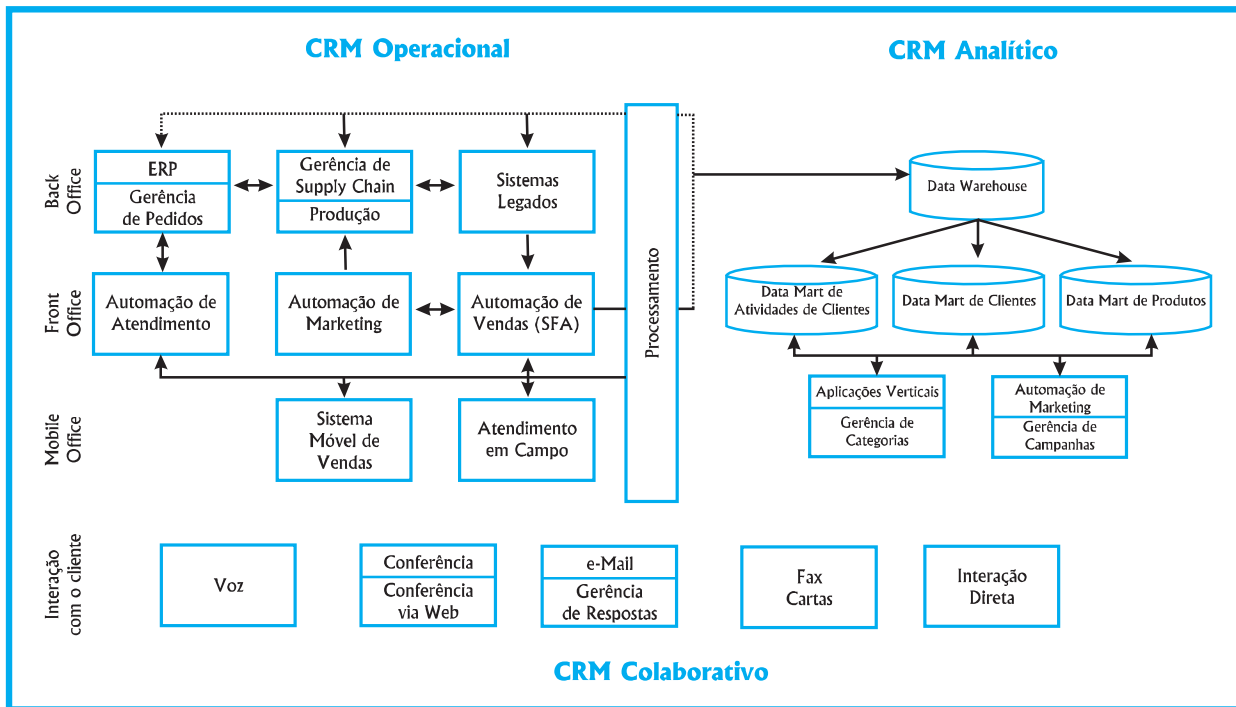 CRM Operacional
CRM Analítico
Back
Office
ERP
Gerência
de Pedidos
Gerência de
Supply Chain
Produção
Sistemas
Legados
Data Warehouse
Front
Office
Automação de
Atendimento
Automação de
Marketing
Automação de
Vendas (SFA)
Processamento
Data Mart de
Atividades de Clientes
Data Mart de Clientes
Data Mart de Produtos
Mobile
Office
Sistema
Móvel de
Vendas
Atendimento
em Campo
Aplicações Verticais
Gerência de
Categorias
Automação de
Marketing
Gerência de
Campanhas
Interação
com o cliente
Voz
Conferência
Conferência
via Web
e-Mail
Gerência
de Respostas
Fax
Cartas
Interação
Direta
CRM Colaborativo